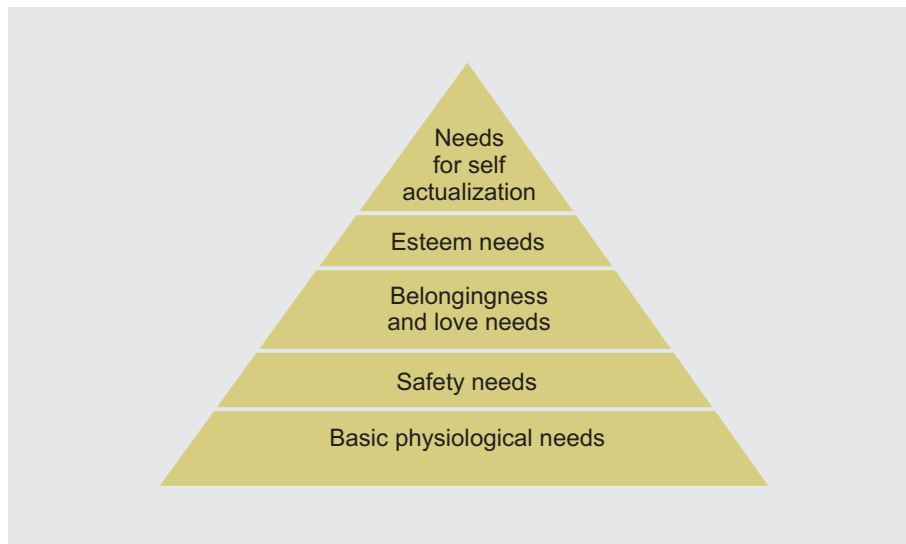 Needs
for self
actualization
Esteem needs
Belongingness
and love needs
Safety needs
Basic physiological needs